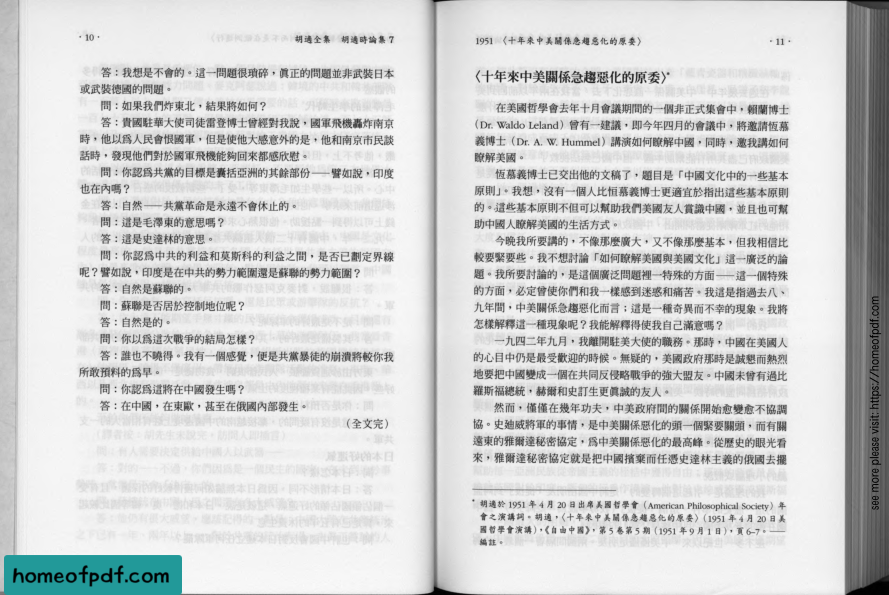 · 10 ·
胡適全集 胡適時論集 7
答：我想是不會的。這一問題很瑣碎，眞正的問題並非武裝日本
或武裝德國的問題。
問：如果我們炸東北，結果將如何？
答：貴國駐華大使司徒雷登博士曾經對我說，國軍飛機轟炸南京
時，他以爲人民會恨國軍，但是使他大感意外的是，他和南京市民談
話時，發現他們對於國軍飛機能夠回來都感欣慰。
問：你認爲共黨的目標是囊括亞洲的其餘部份——譬如說，印度
也在內嗎？
答：自然——共黨革命是永遠不會休止的。
問：這是毛澤東的意思嗎？
答：這是史達林的意思。
問：你認爲中共的利益和莫斯科的利益之間，是否已劃定界線
呢？譬如說，印度是在中共的勢力範圍還是蘇聯的勢力範圍？
答：自然是蘇聯的。
問：蘇聯是否居於控制地位呢？
答：自然是的。
問：你以爲這次戰爭的結局怎樣？
答：誰也不曉得。我有一個感覺，便是共黨暴徒的崩潰將較你我
所敢預料的爲早。
問：你認爲這將在中國發生嗎？
答：在中國，在東歐，甚至在俄國內部發生。
（全文完）
1951 〈十年來中美關係急趨惡化的原委〉
· 11 ·
〈十年來中美關係急趨惡化的原委〉*
在美國哲學會去年十月會議期間的一個非正式集會中，賴蘭博士
（Dr. Waldo Leland）曾有一建議，即今年四月的會議中，將邀請恆慕
義博士（Dr. A. W. Hummel）講演如何瞭解中國，同時，邀我講如何
瞭解美國。
恆慕義博士已交出他的文稿了，題目是「中國文化中的一些基本
原則」。我想，沒有一個人比恒慕義博士更適宜於指出這些基本原則
的。這些基本原則不但可以幫助我們美國友人賞識中國，並且也可幫
助中國人瞭解美國的生活方式。
今晚我所要講的，不像那麼廣大，又不像那麼基本，但我相信比
較要緊要些。我不想討論「如何瞭解美國與美國文化」這一廣泛的論
題。我所要討論的，是這個廣泛問題裡一特殊的方面——這一個特殊
的方面，必定曾使你們和我一樣感到迷惑和痛苦。我這是指過去八、
九年間，中美關係急趨惡化而言；這是一種奇異而不幸的現象。我將
怎樣解釋這一種現象呢？我能解釋得使我自己滿意嗎？
一九四二年九月，我離開駐美大使的職務。那時，中國在美國人
的心目中仍是最受歡迎的時候。無疑的，美國政府那時是誠懇而熱烈
地要把中國變成一個在共同反侵略戰爭的強大盟友。中國未曾有過比
羅斯福總統，赫爾和史訂生更眞誠的友人。
然而，僅僅在幾年功夫，中美政府間的關係開始愈變愈不協調
協。史廸威將軍的事情，是中美關係惡化的頭一個緊要關頭，而有關
遠東的雅爾達秘密協定，爲中美關係惡化的最高峰。從歷史的眼光看
來，雅爾達秘密協定就是把中國擯棄而任憑史達林主義的俄國去擺
* 胡適於 1951 年 4 月 20 日出席美國哲學會（American Philosophical Society）年
會之演講詞。胡適，〈十年來中美關係急趨惡化的原委〉（1951 年 4 月 20 日美
國哲學會演講），《自由中國》，第 5 卷第 5 期（1951 年 9 月 1 日），頁 6–7。——
編註。
see more please visit: https://homeofpdf.com
homeofpdf.com